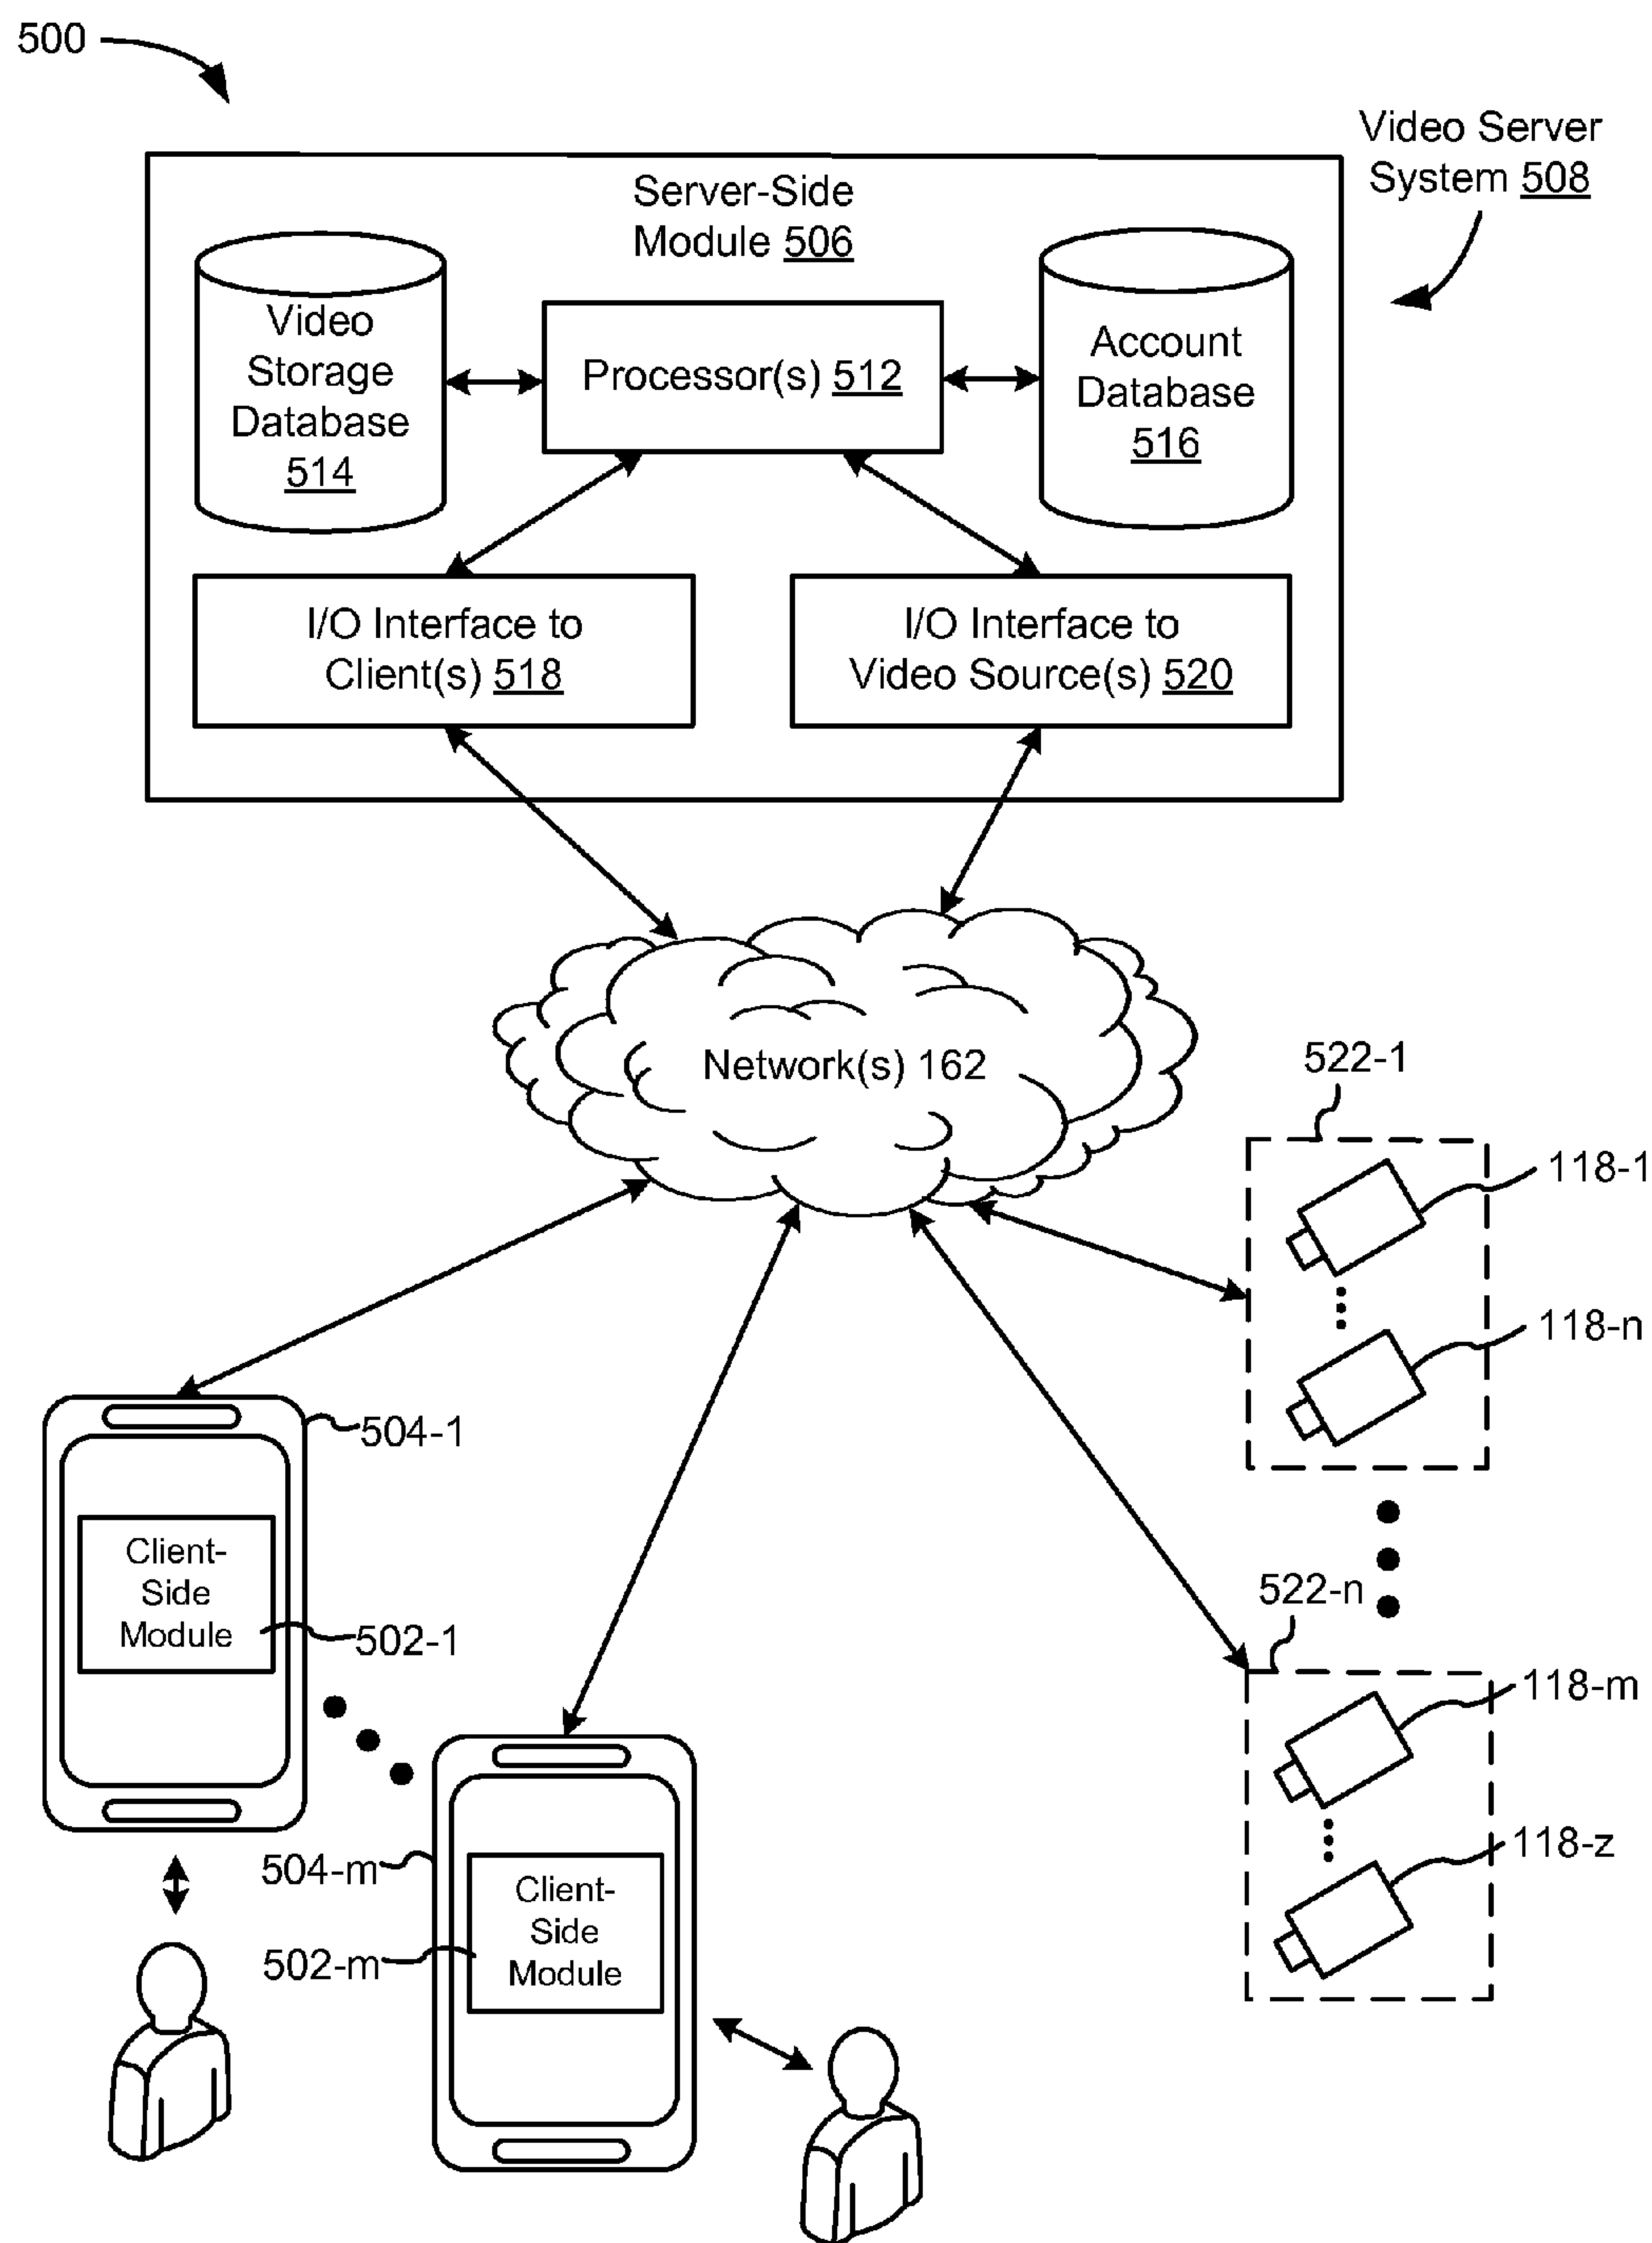 500
Video Server
System 508
Server-Side
Module 506
Video
Storage
Database
514
Processor(s) 512
Account
Database
516
I/O Interface to
Client(s) 518
I/O Interface to
Video Source(s) 520
Network(s) 162
522-1
118-1
118-n
504-1
Client-
Side
Module
502-1
522-n
118-m
118-z
504-m
Client-
Side
Module
502-m